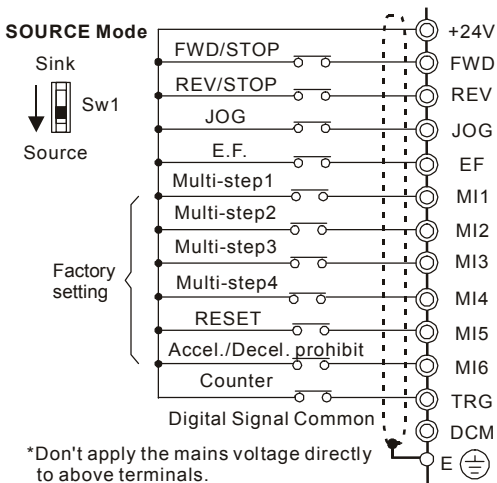 SOURCE Mode
+24V
Sink
Sw1
Source
FWD/STOP
FWD
REV/STOP
REV
JOG
JOG
E.F.
EF
Multi-step1
MI1
Multi-step2
MI2
Multi-step3
MI3
Factory
setting
Multi-step4
MI4
RESET
MI5
Accel./Decel. prohibit
MI6
Counter
TRG
Digital Signal Common
DCM
*Don't apply the mains voltage directly
to above terminals.
E